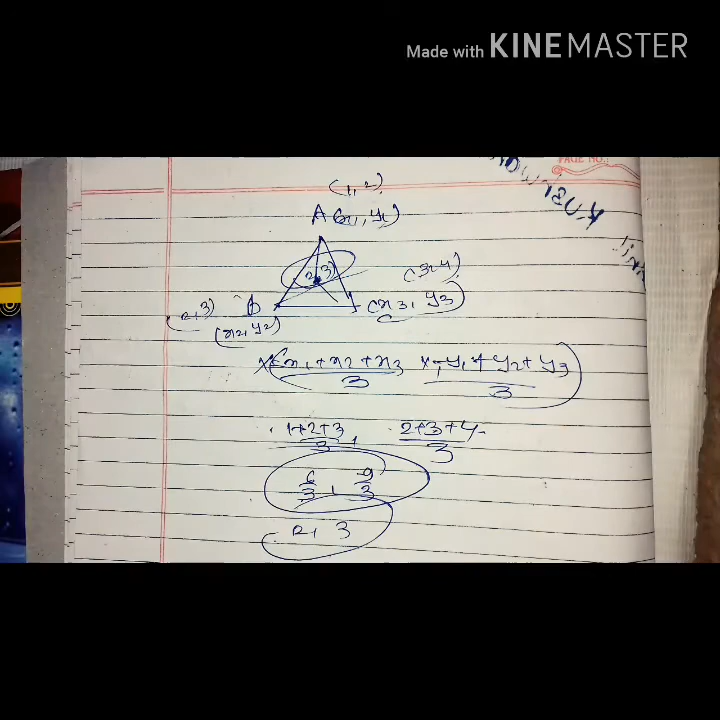 Made with KINEMASTER
PAGE NO.:
(1,2)
A (x1, y1)
(2,3)
(3,4)
(x3, y3)
(2,3)
(x2, y2)
(x1+x2+x3 / 3 , y1+y2+y3 / 3)
1+2+3 / 3 , 2+3+4 / 3
6/3 , 9/3
(2, 3)